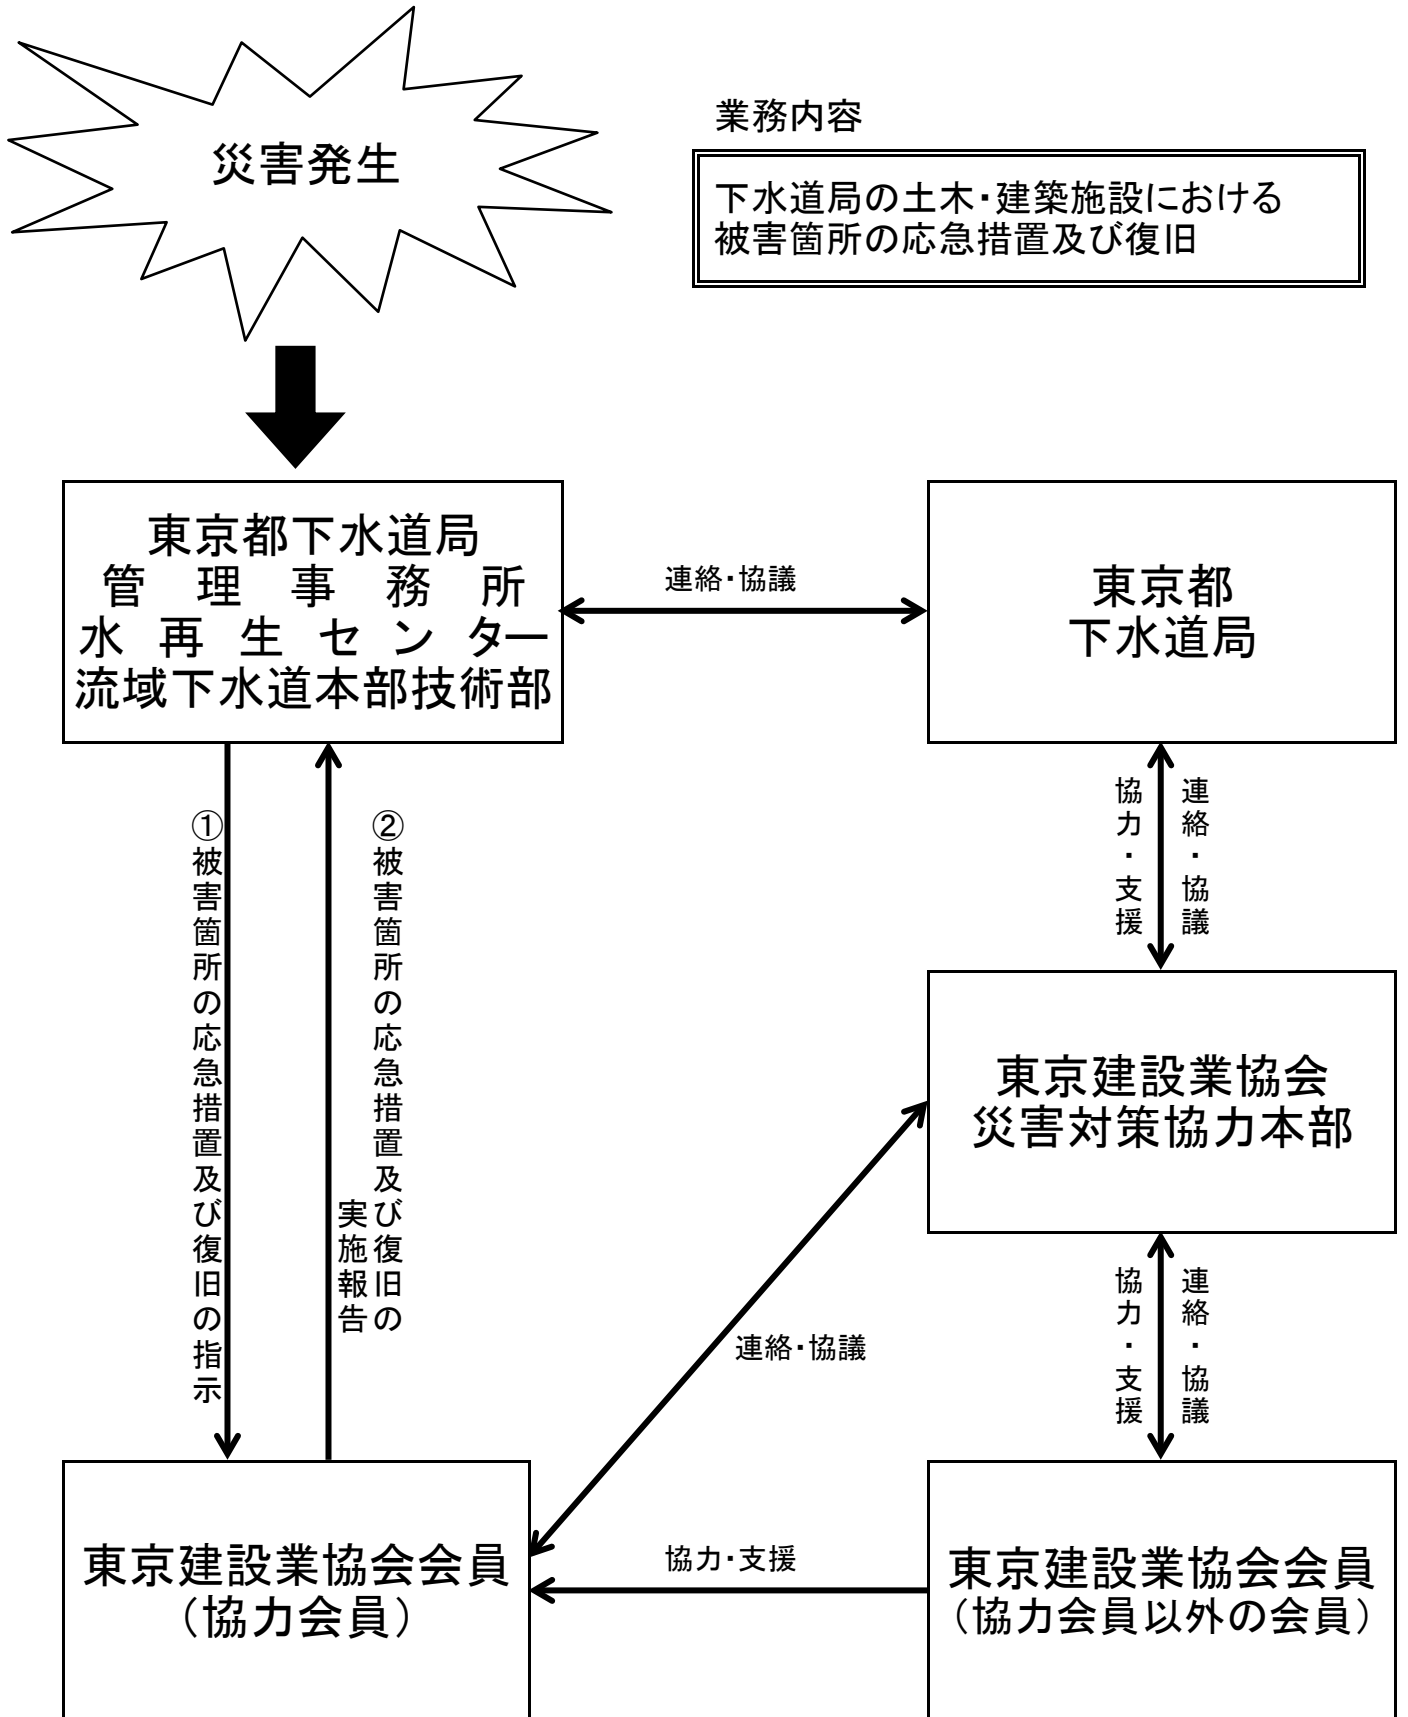 災害発生
業務内容
下水道局の土木・建築施設における
被害箇所の応急措置及び復旧
東京都下水道局
管理事務所
水再生センター
流域下水道本部技術部
連絡・協議
東京都
下水道局
①被害箇所の応急措置及び復旧の指示
②被害箇所の応急措置及び復旧の
実施報告
連絡・協議
協力・支援
東京建設業協会
災害対策協力本部
連絡・協議
連絡・協議
協力・支援
東京建設業協会会員
（協力会員）
協力・支援
東京建設業協会会員
（協力会員以外の会員）